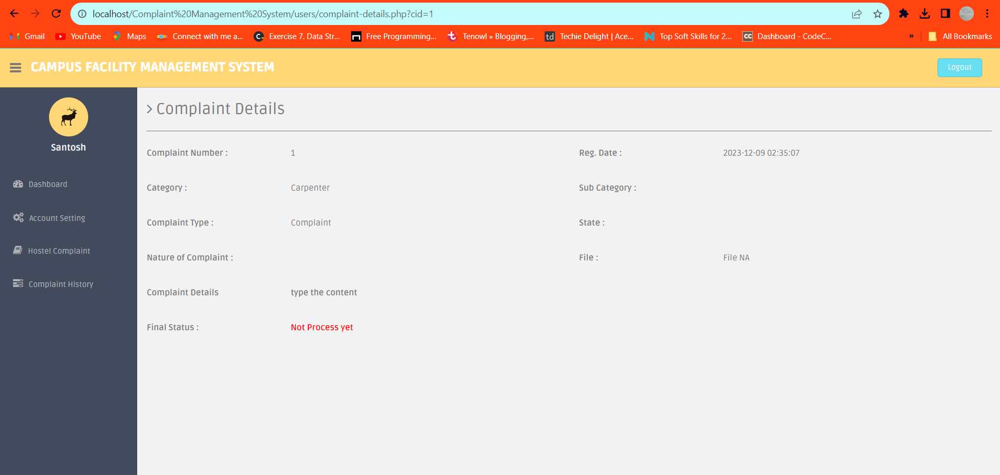 localhost/Complaint%20Management%20System/users/complaint-details.php?cid=1
Gmail YouTube Maps Connect with me a... Exercise 7. Data Str... Free Programming... Tenowl » Blogging,... td Techie Delight | Ace... Top Soft Skills for 2... CC Dashboard - CodeC... » All Bookmarks
CAMPUS FACILITY MANAGEMENT SYSTEM Logout
Santosh
Dashboard
Account Setting
Hostel Complaint
Complaint History
Complaint Details
Complaint Number : 1 Reg. Date : 2023-12-09 02:35:07
Category : Carpenter Sub Category :
Complaint Type : Complaint State :
Nature of Complaint : File : File NA
Complaint Details type the content
Final Status : Not Process yet